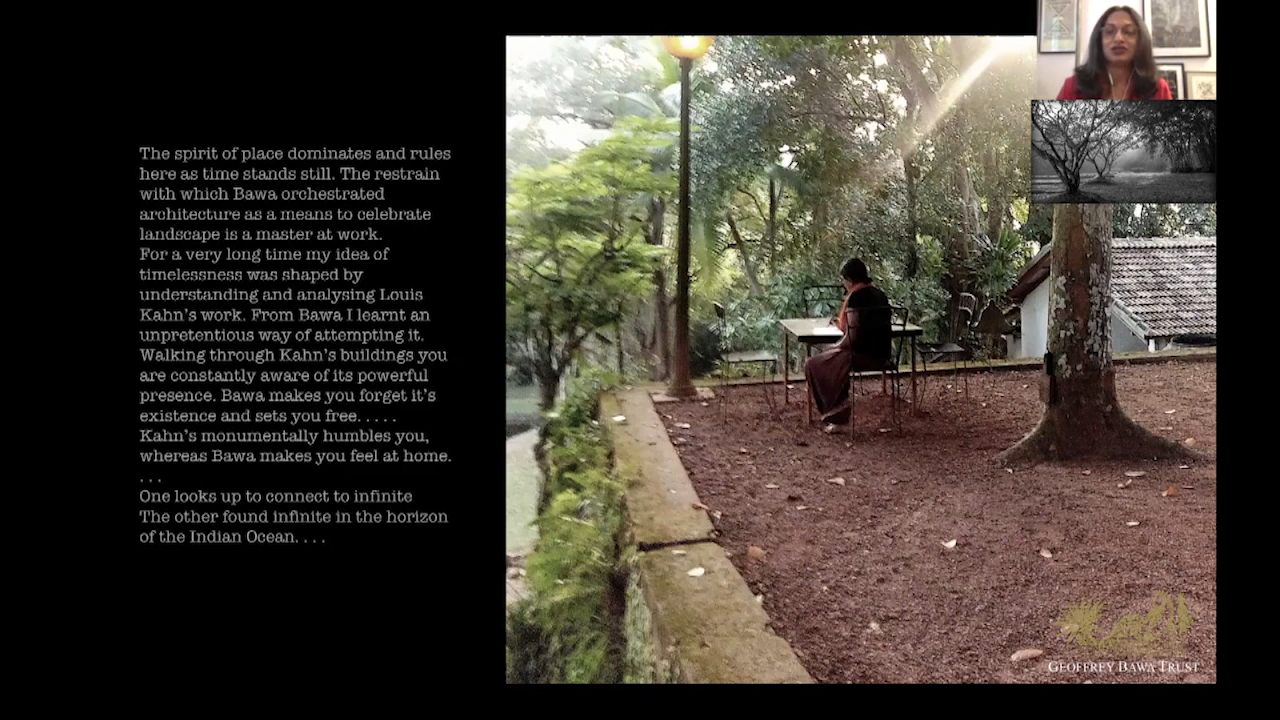 The spirit of place dominates and rules
here as time stands still. The restrain
with which Bawa orchestrated
architecture as a means to celebrate
landscape is a master at work.
For a very long time my idea of
timelessness was shaped by
understanding and analysing Louis
Kahn's work. From Bawa I learnt an
unpretentious way of attempting it.
Walking through Kahn's buildings you
are constantly aware of its powerful
presence. Bawa makes you forget it's
existence and sets you free. . . . .
Kahn's monumentally humbles you,
whereas Bawa makes you feel at home.
. . .
One looks up to connect to infinite
The other found infinite in the horizon
of the Indian Ocean. . . .
GEOFFREY BAWA TRUST